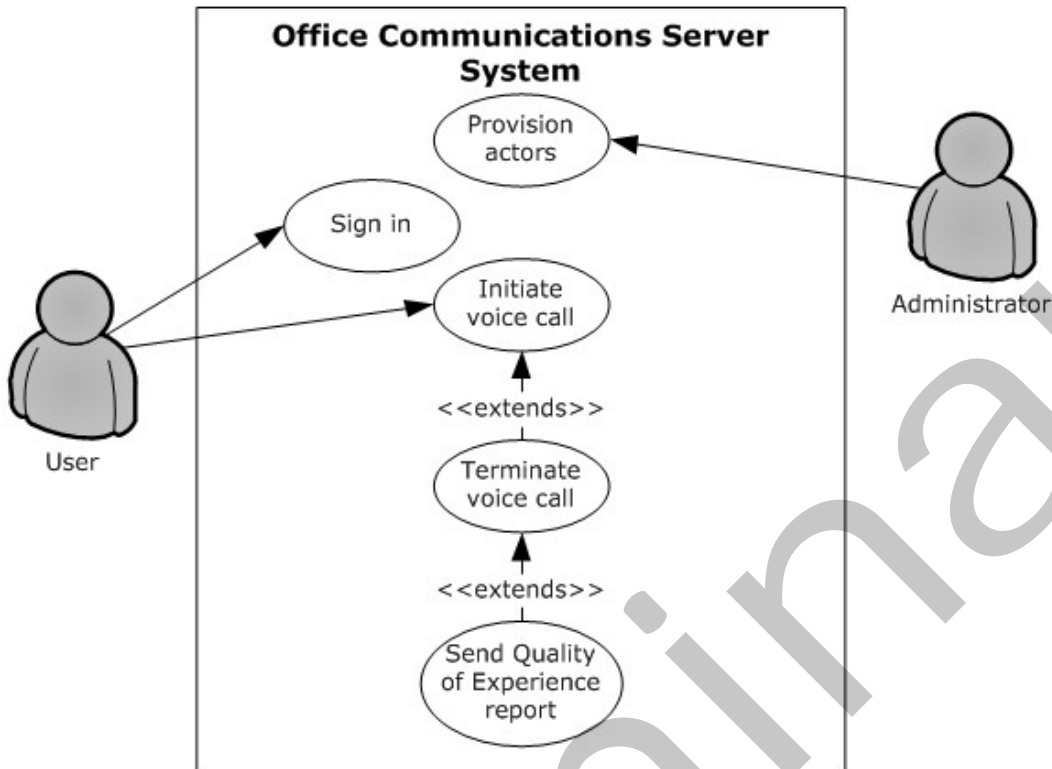 Office Communications Server
System
Provision
actors
Sign in
Initiate
voice call
Administrator
<<extends>>
User
Terminate
voice call
<<extends>>
Send Quality
of Experience
report